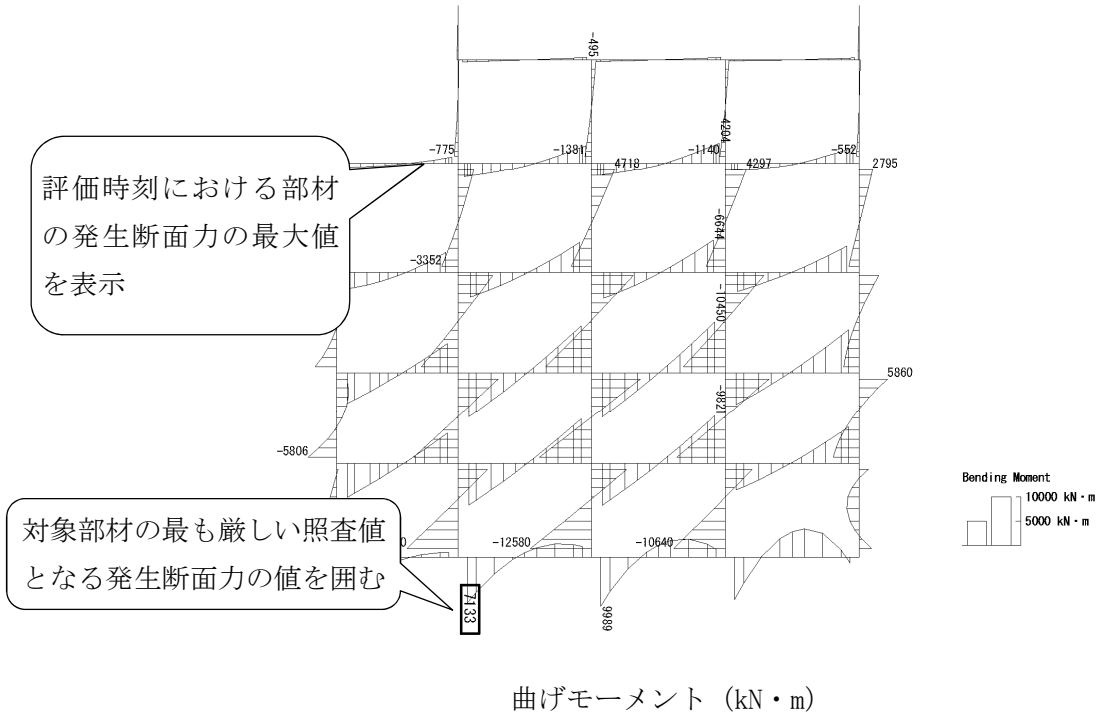 -495
4204
-775
-1381
-1140
-552
4718
4297
2795
評価時刻における部材
の発生断面力の最大値
を表示
-6644
-3352
-10450
5860
-9821
-5806
Bending Moment
10000 kN・m
5000 kN・m
対象部材の最も厳しい照査値
となる発生断面力の値を囲む
-12580
-10640
7133
9989
曲げモーメント (kN・m)